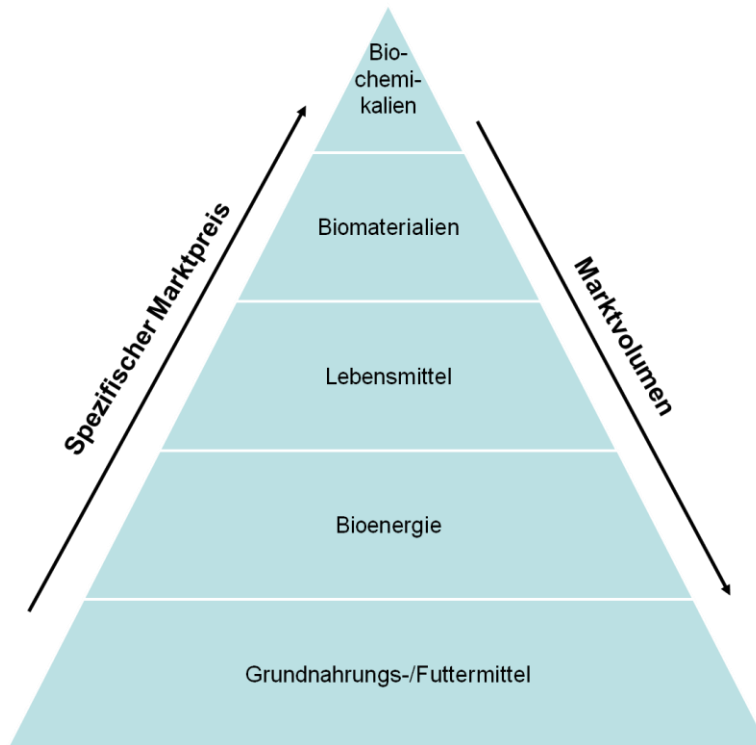 Bio-
chemi-
kalien
Spezifischer Marktpreis
Biomaterialien
Marktvolumen
Lebensmittel
Bioenergie
Grundnahrungs-/Futtermittel